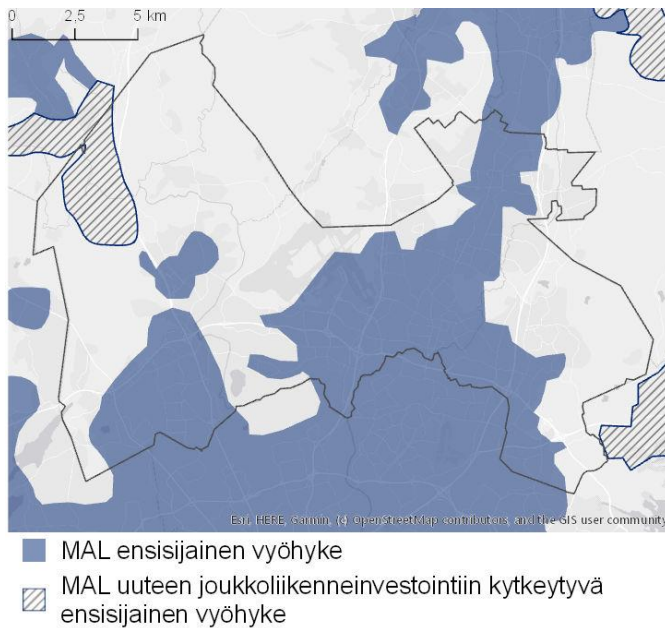 0 2,5 5 km
Esri, HERE, Garmin, (c) OpenStreetMap contributors, and the GIS user community
MAL ensisijainen vyöhyke
MAL uuteen joukkoliikenneinvestointiin kytkeytyvä
ensisijainen vyöhyke